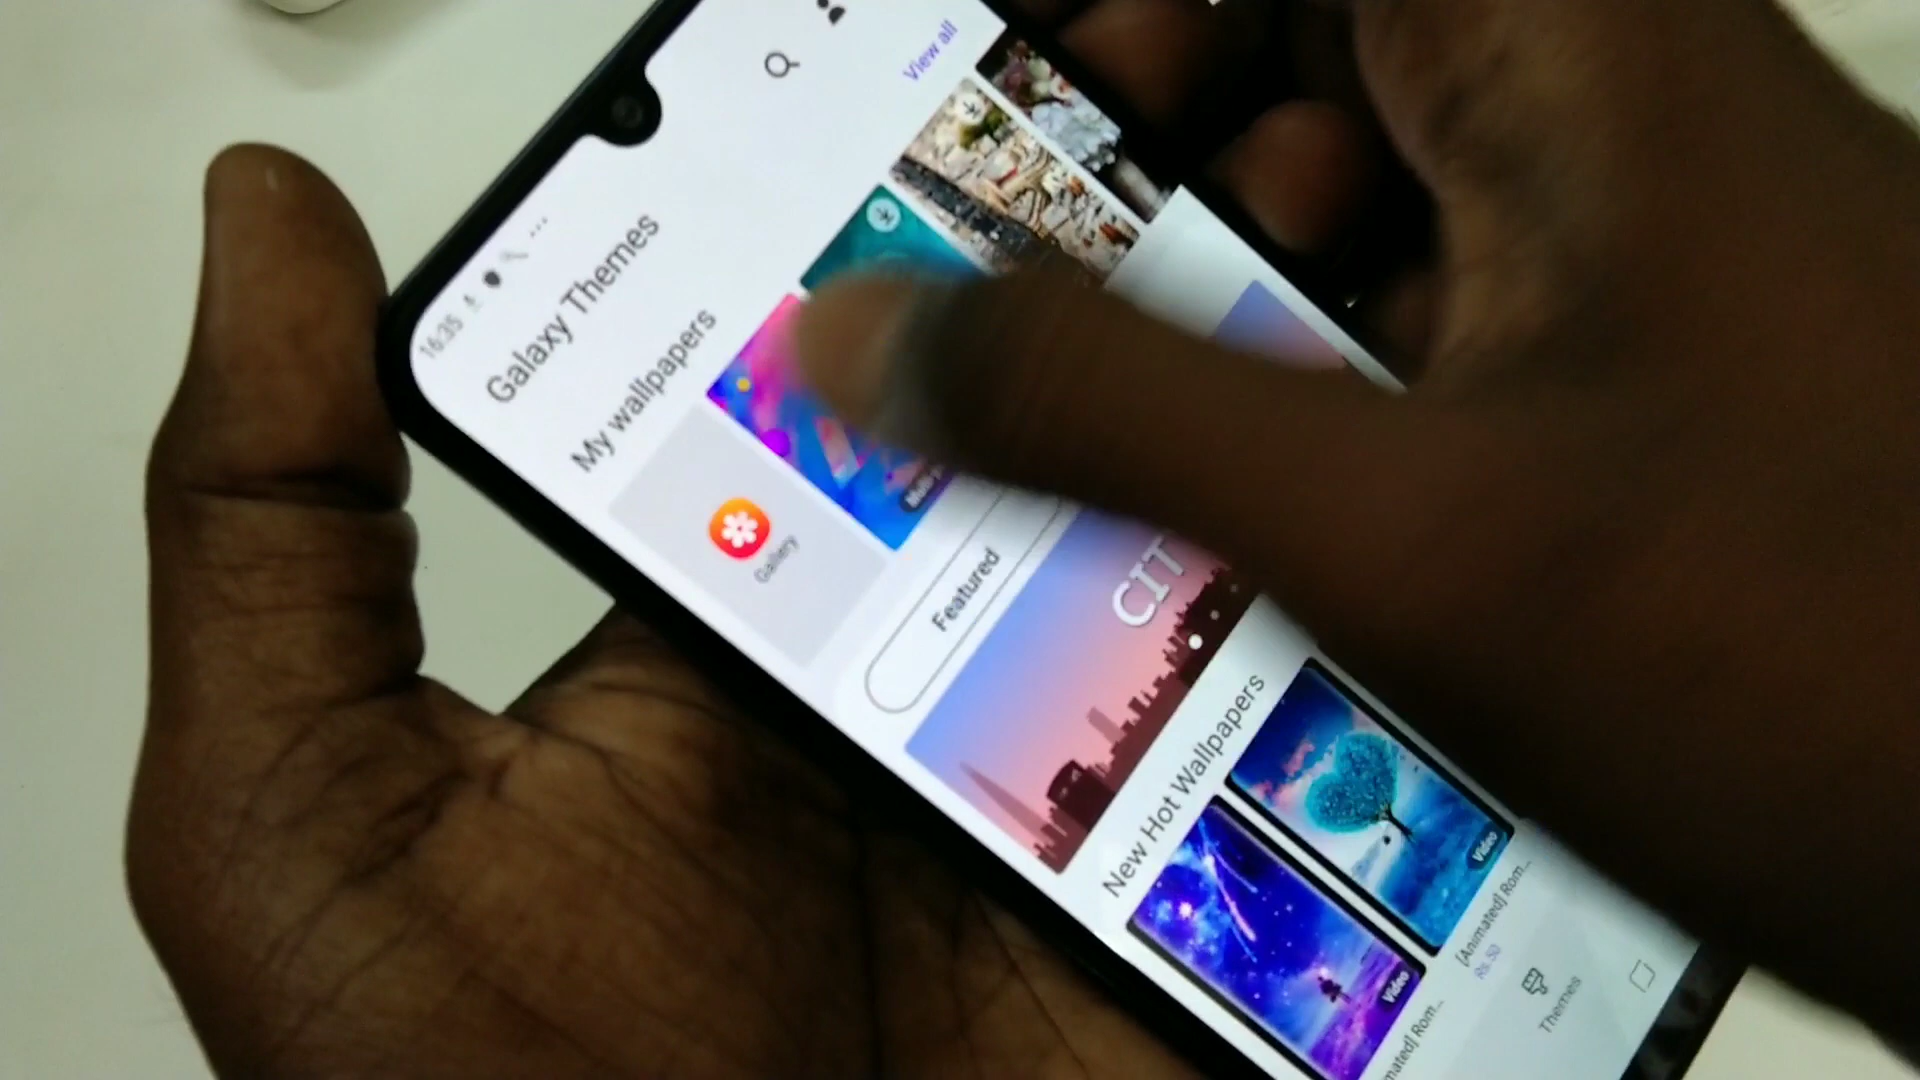 16:35
Galaxy Themes
My wallpapers
View all
Gallery
Featured
CIT
New Hot Wallpapers
Video
Video
[Animated] Rom...
Rs.50
Rom...
Themes